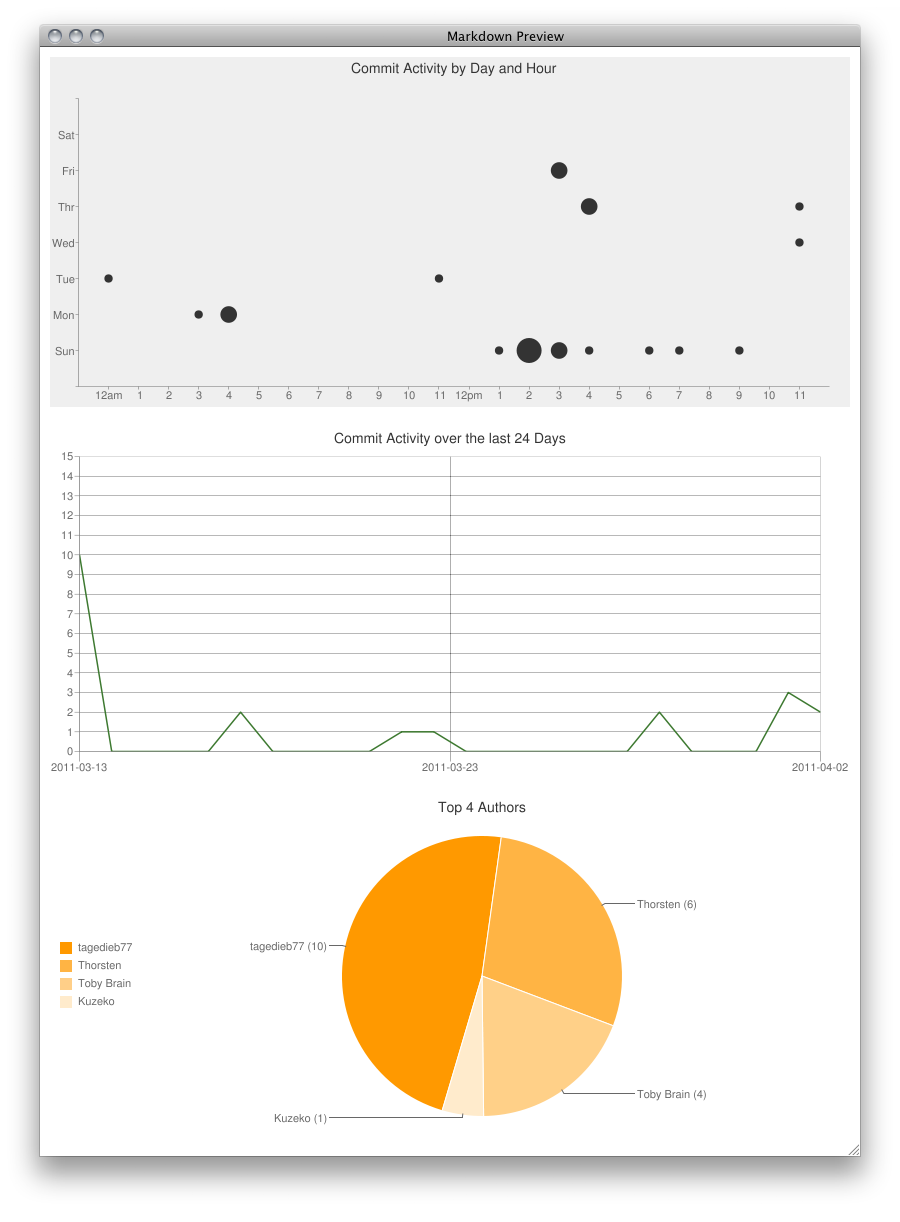 Markdown Preview
Commit Activity by Day and Hour
Sat
Fri
Thr
Wed
Tue
Mon
Sun
12am 1 2 3 4 5 6 7 8 9 10 11 12pm 1 2 3 4 5 6 7 8 9 10 11
Commit Activity over the last 24 Days
15
14
13
12
11
10
9
8
7
6
5
4
3
2
1
0
2011-03-13 2011-03-23 2011-04-02
Top 4 Authors
tagedieb77
Thorsten
Toby Brain
Kuzeko
Thorsten (6)
tagedieb77 (10)
Toby Brain (4)
Kuzeko (1)